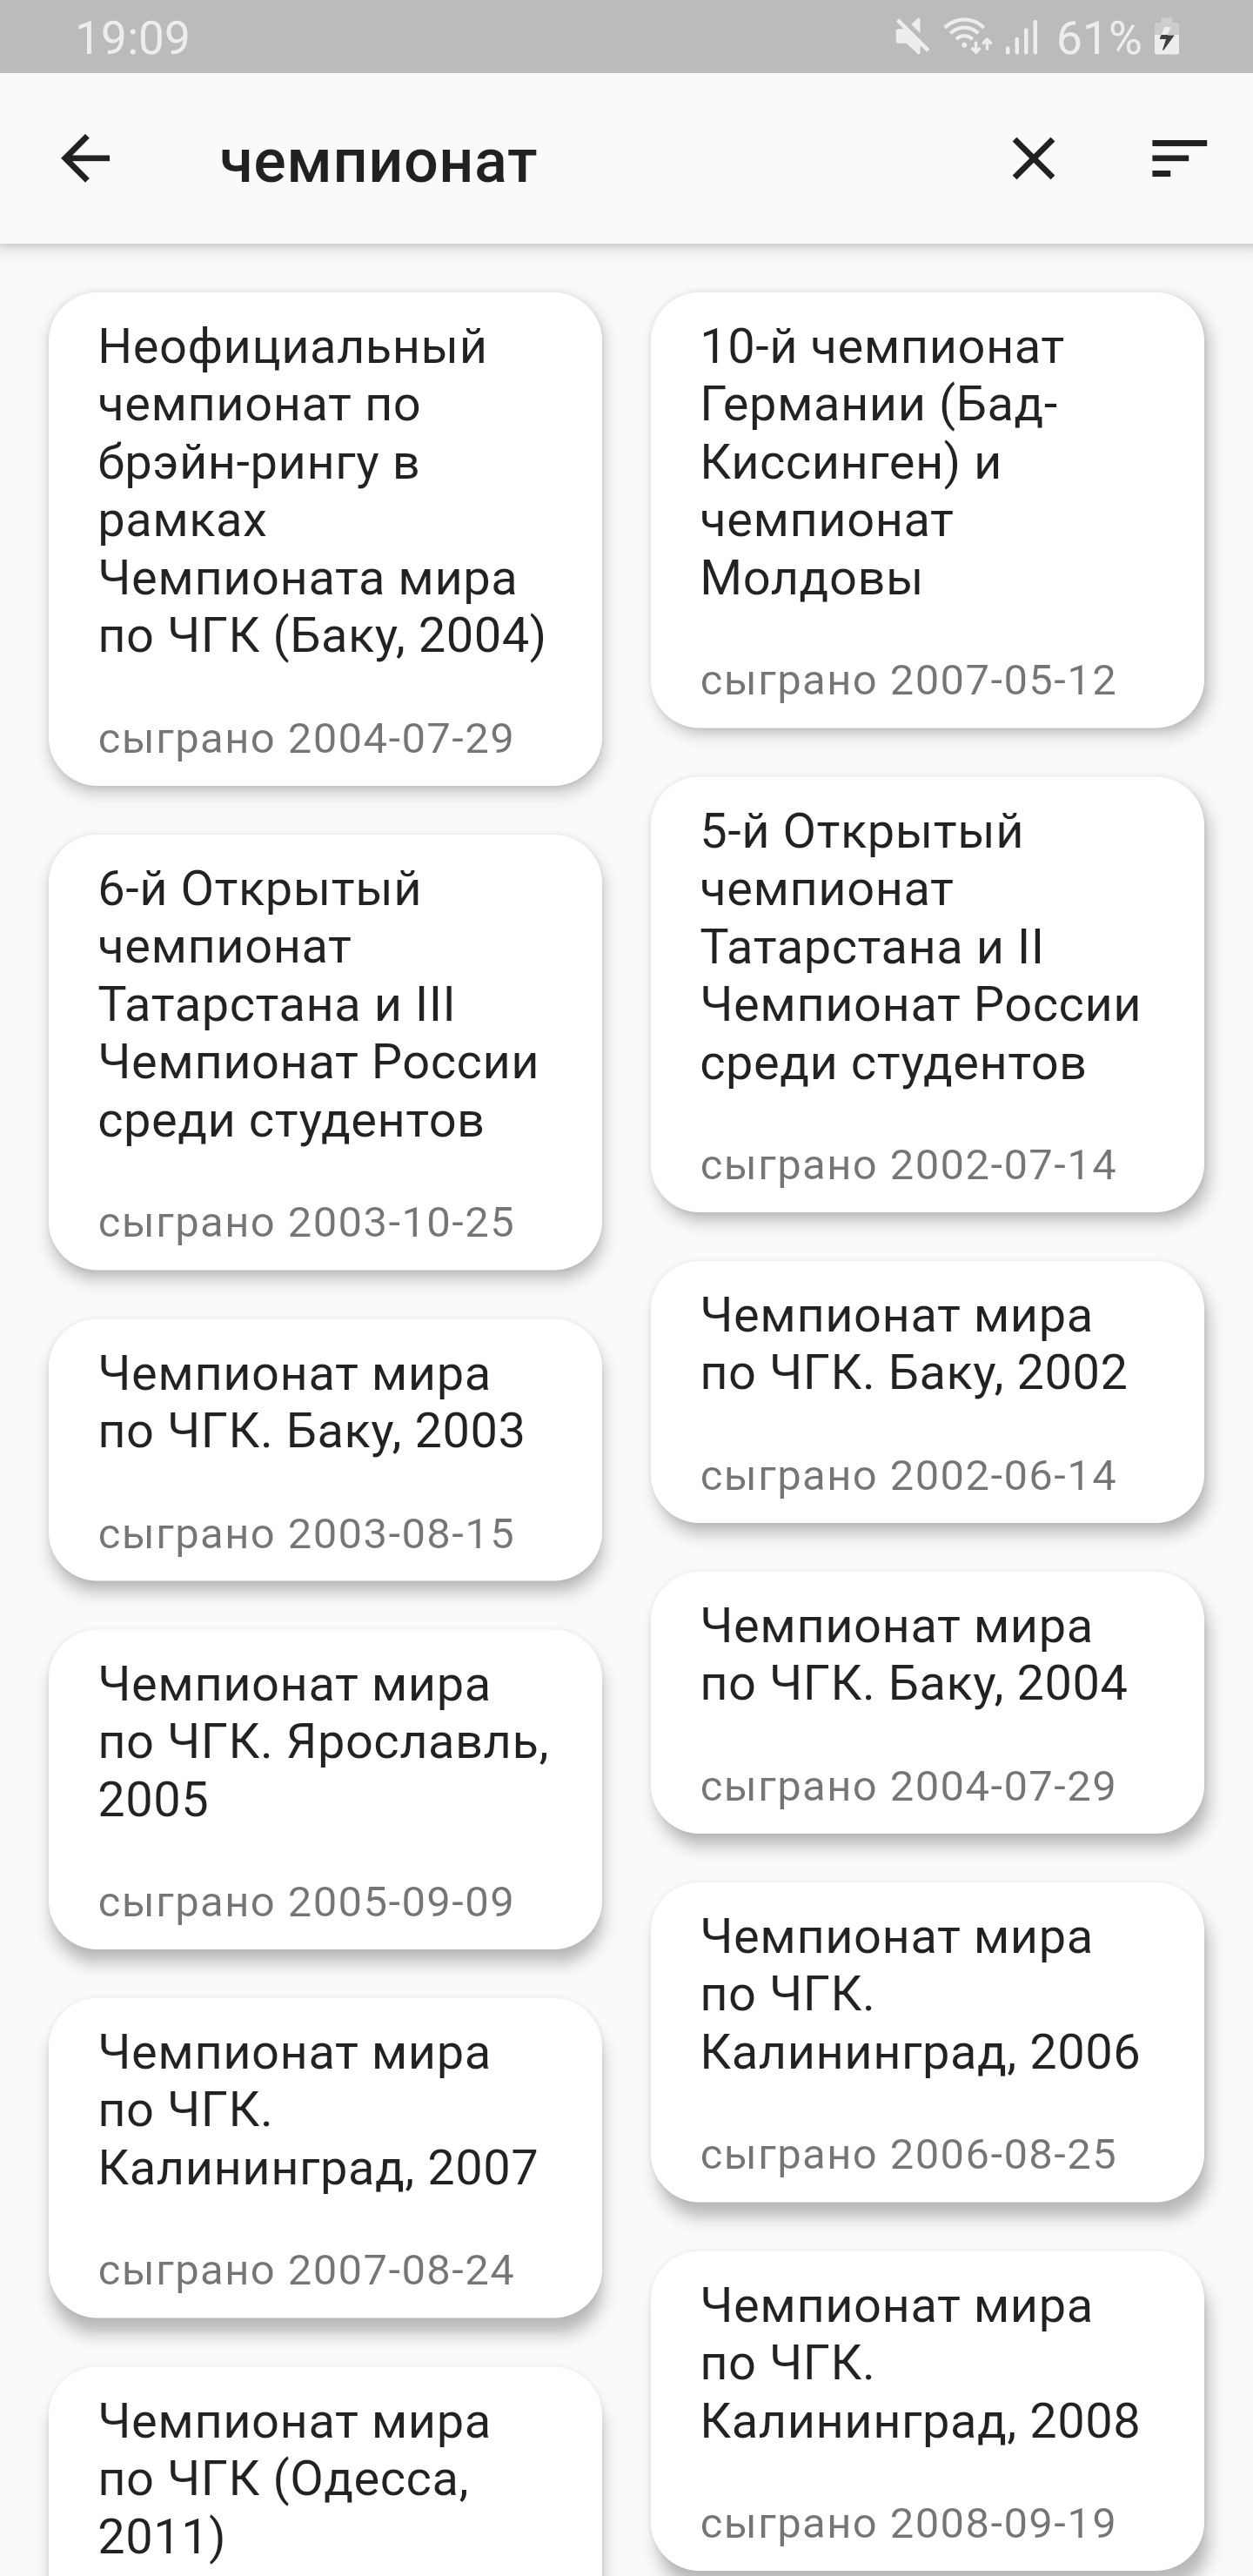 19:09
61%
чемпионат
Неофициальный
чемпионат по
брэйн-рингу в
рамках
Чемпионата мира
по ЧГК (Баку, 2004)
сыграно 2004-07-29
10-й чемпионат
Германии (Бад-
Киссинген) и
чемпионат
Молдовы
сыграно 2007-05-12
6-й Открытый
чемпионат
Татарстана и III
Чемпионат России
среди студентов
сыграно 2003-10-25
5-й Открытый
чемпионат
Татарстана и II
Чемпионат России
среди студентов
сыграно 2002-07-14
Чемпионат мира
по ЧГК. Баку, 2003
сыграно 2003-08-15
Чемпионат мира
по ЧГК. Баку, 2002
сыграно 2002-06-14
Чемпионат мира
по ЧГК. Ярославль,
2005
сыграно 2005-09-09
Чемпионат мира
по ЧГК. Баку, 2004
сыграно 2004-07-29
Чемпионат мира
по ЧГК.
Калининград, 2007
сыграно 2007-08-24
Чемпионат мира
по ЧГК.
Калининград, 2006
сыграно 2006-08-25
Чемпионат мира
по ЧГК (Одесса,
2011)
Чемпионат мира
по ЧГК.
Калининград, 2008
сыграно 2008-09-19